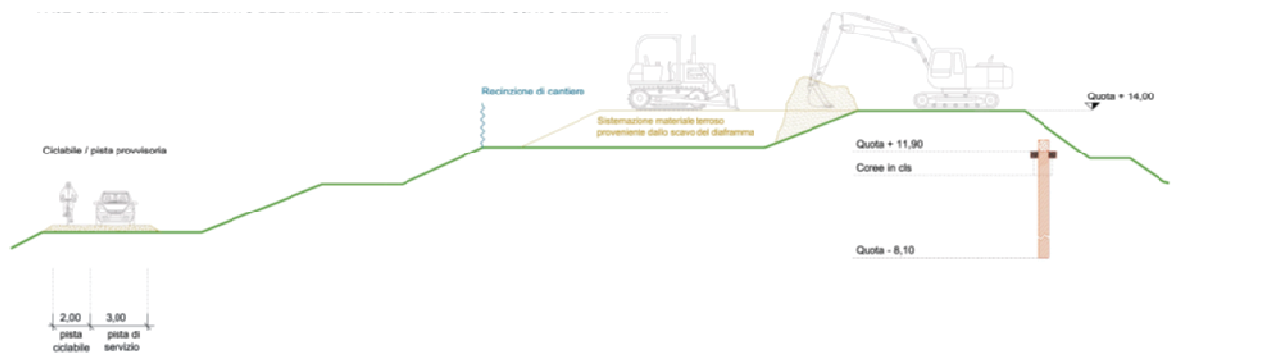 Recinzione di cantiere
Quota + 14,00
Sistemazione materiale terroso
proveniente dallo scavo del diaframma
Quota + 11,90
Ciclabile / pista provvisoria
Coree in cls
Quota - 8,10
2,00 3,00
pista
ciclabile
pista di
servizio